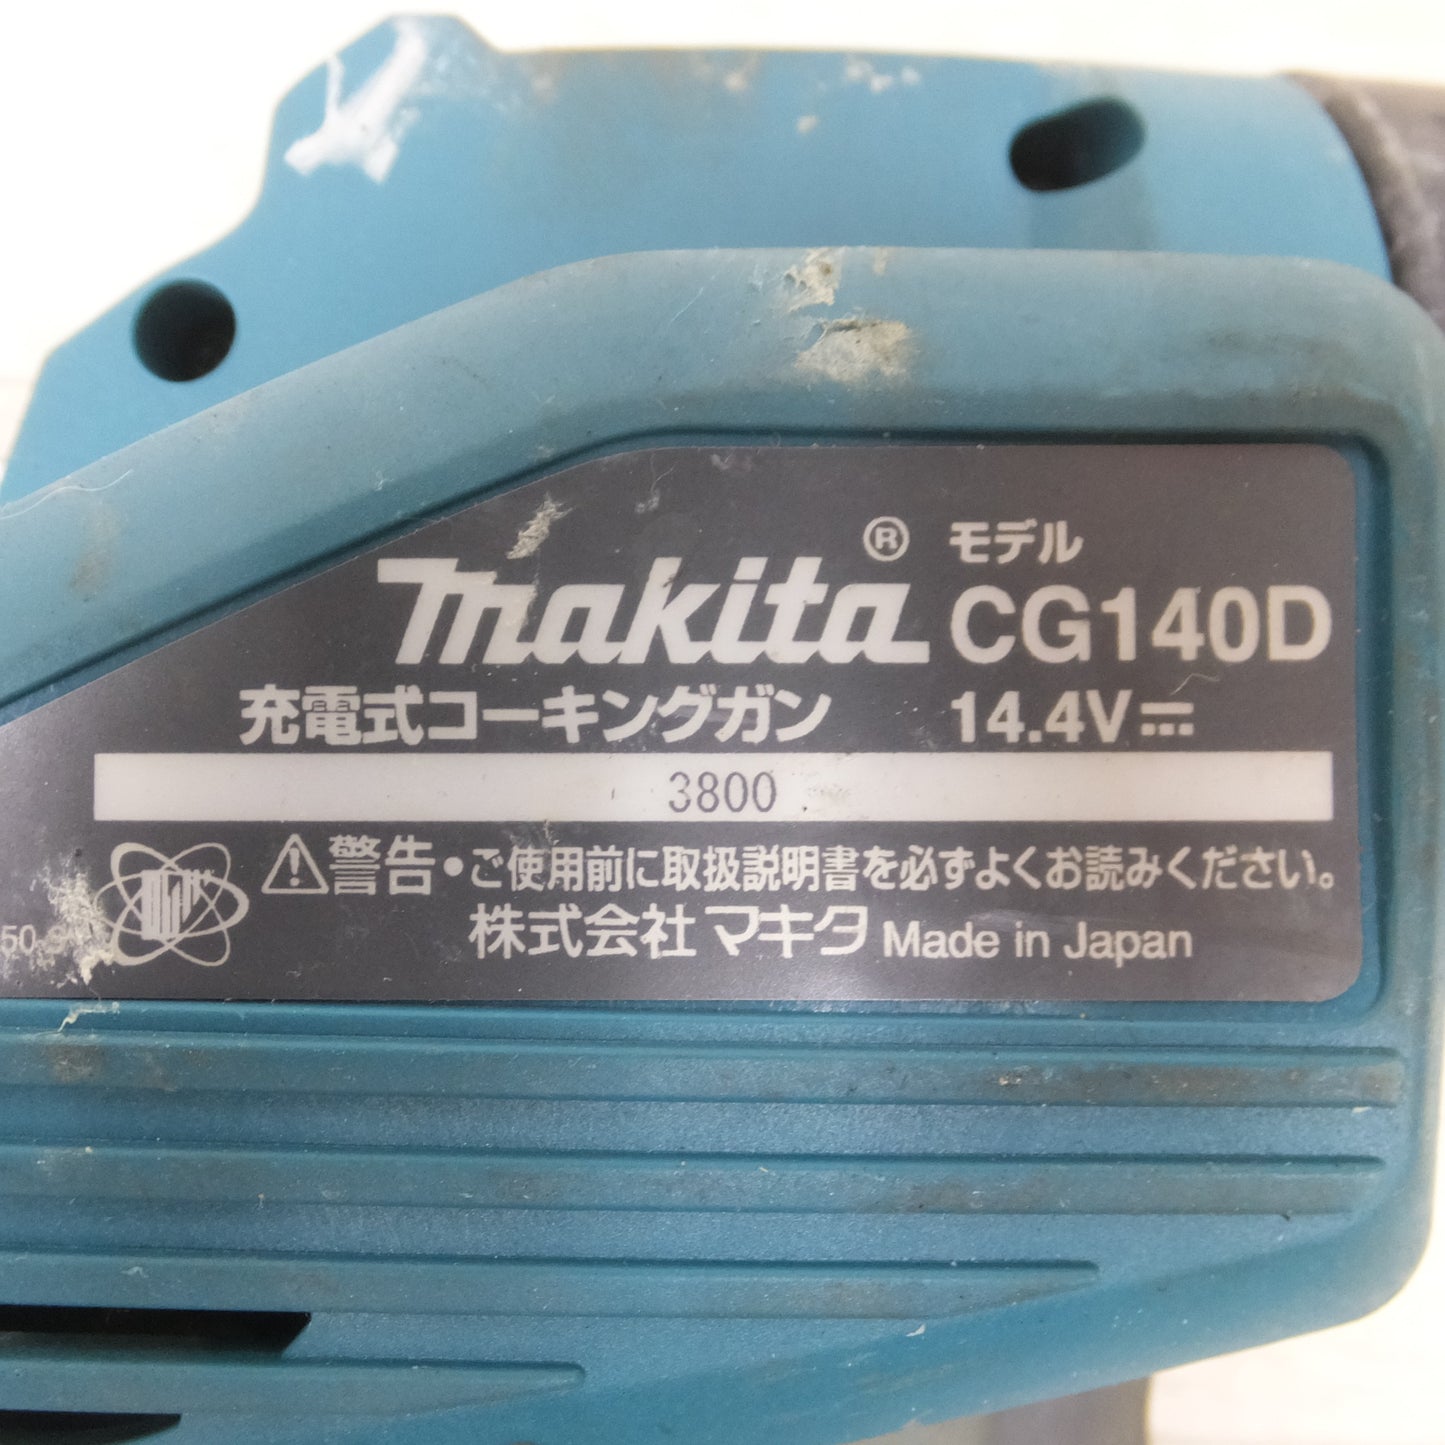 makita® モデル CG140D
充電式コーキングガン 14.4V⎓
3800
⚠警告・ご使用前に取扱説明書を必ずよくお読みください。
株式会社マキタ Made in Japan